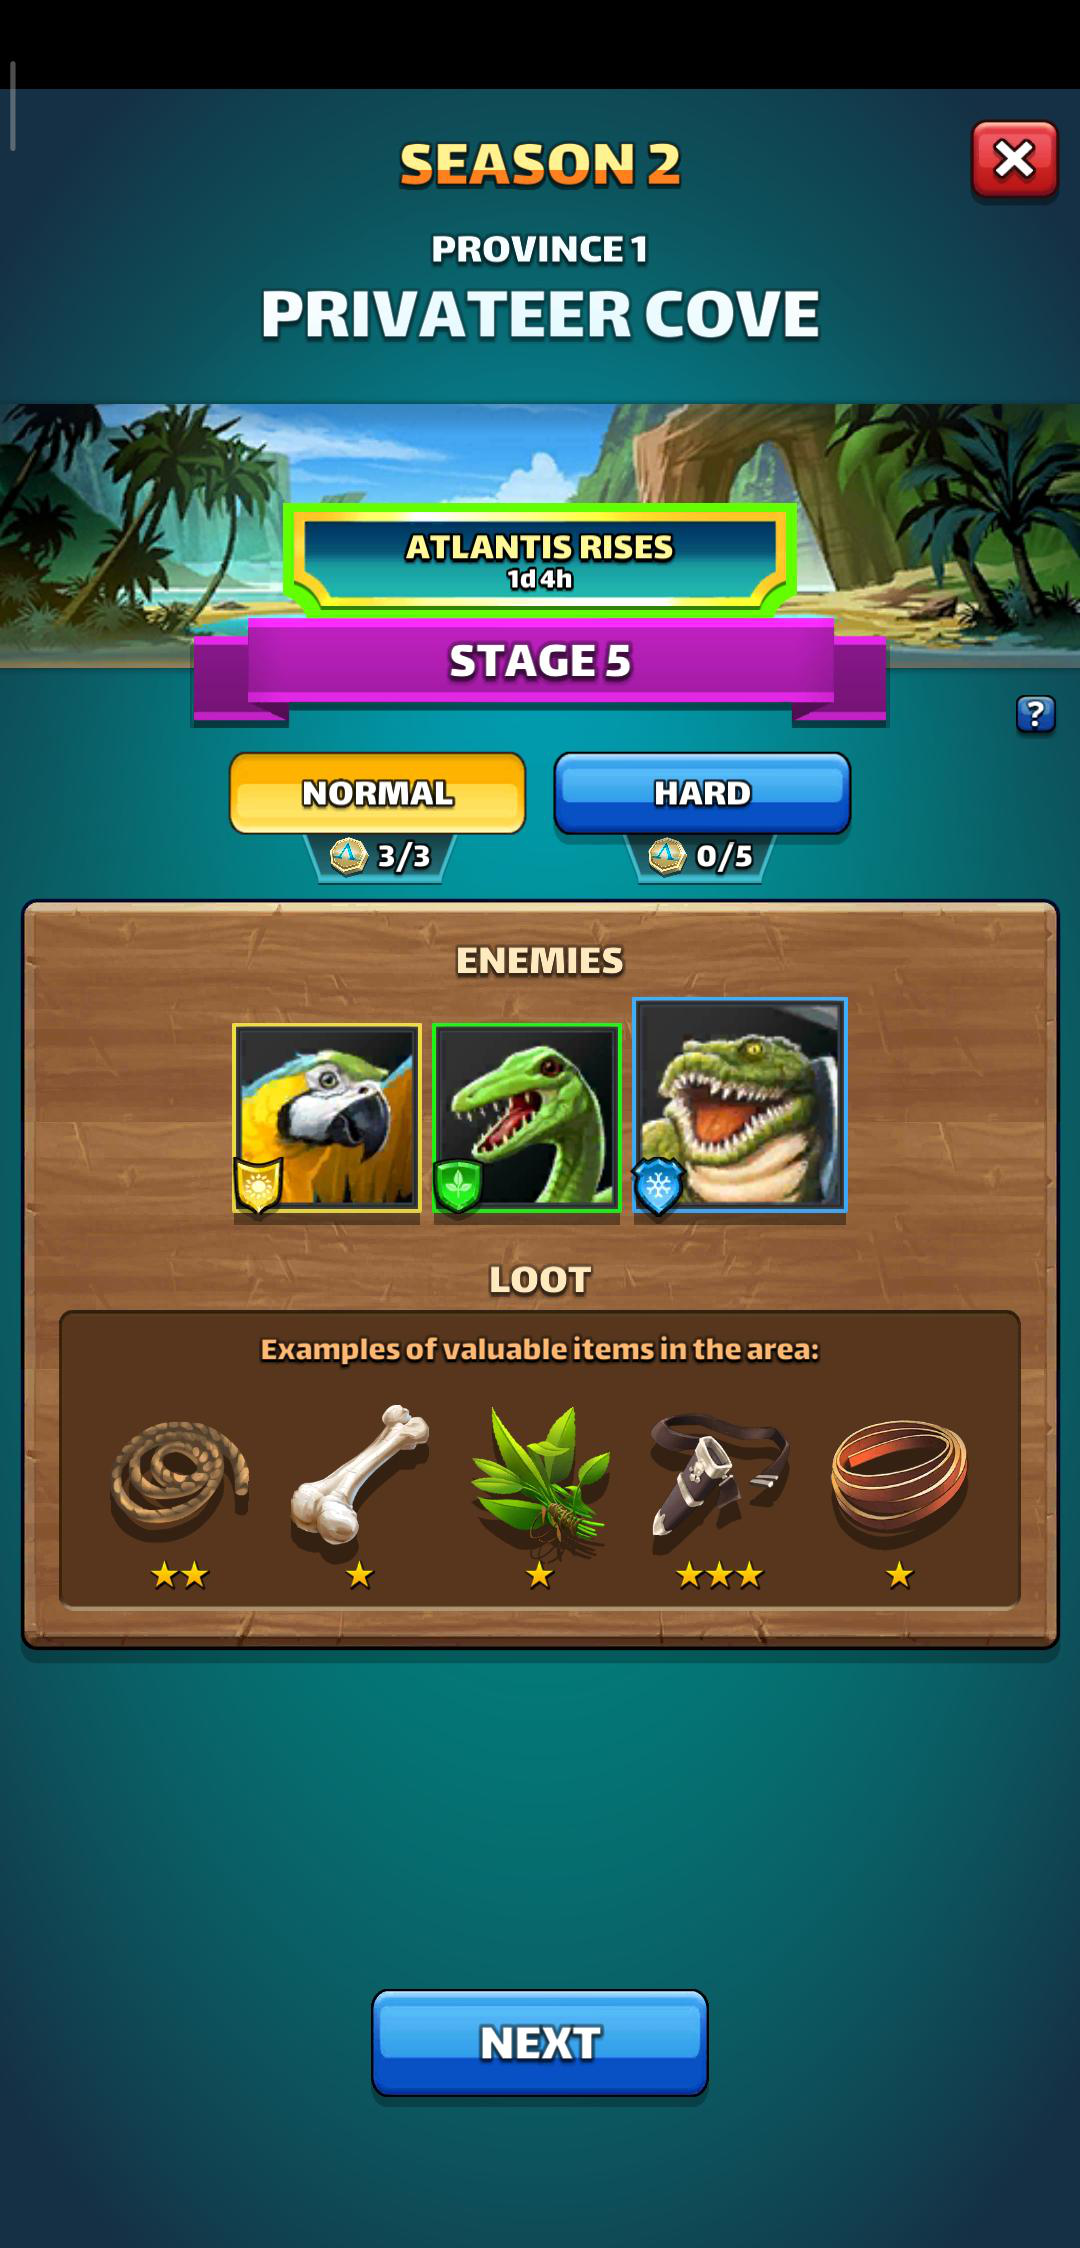 SEASON 2
PROVINCE 1
PRIVATEER COVE
ATLANTIS RISES
1d 4h
STAGE 5
?
NORMAL HARD
3/3 0/5
ENEMIES
LOOT
Examples of valuable items in the area:
NEXT